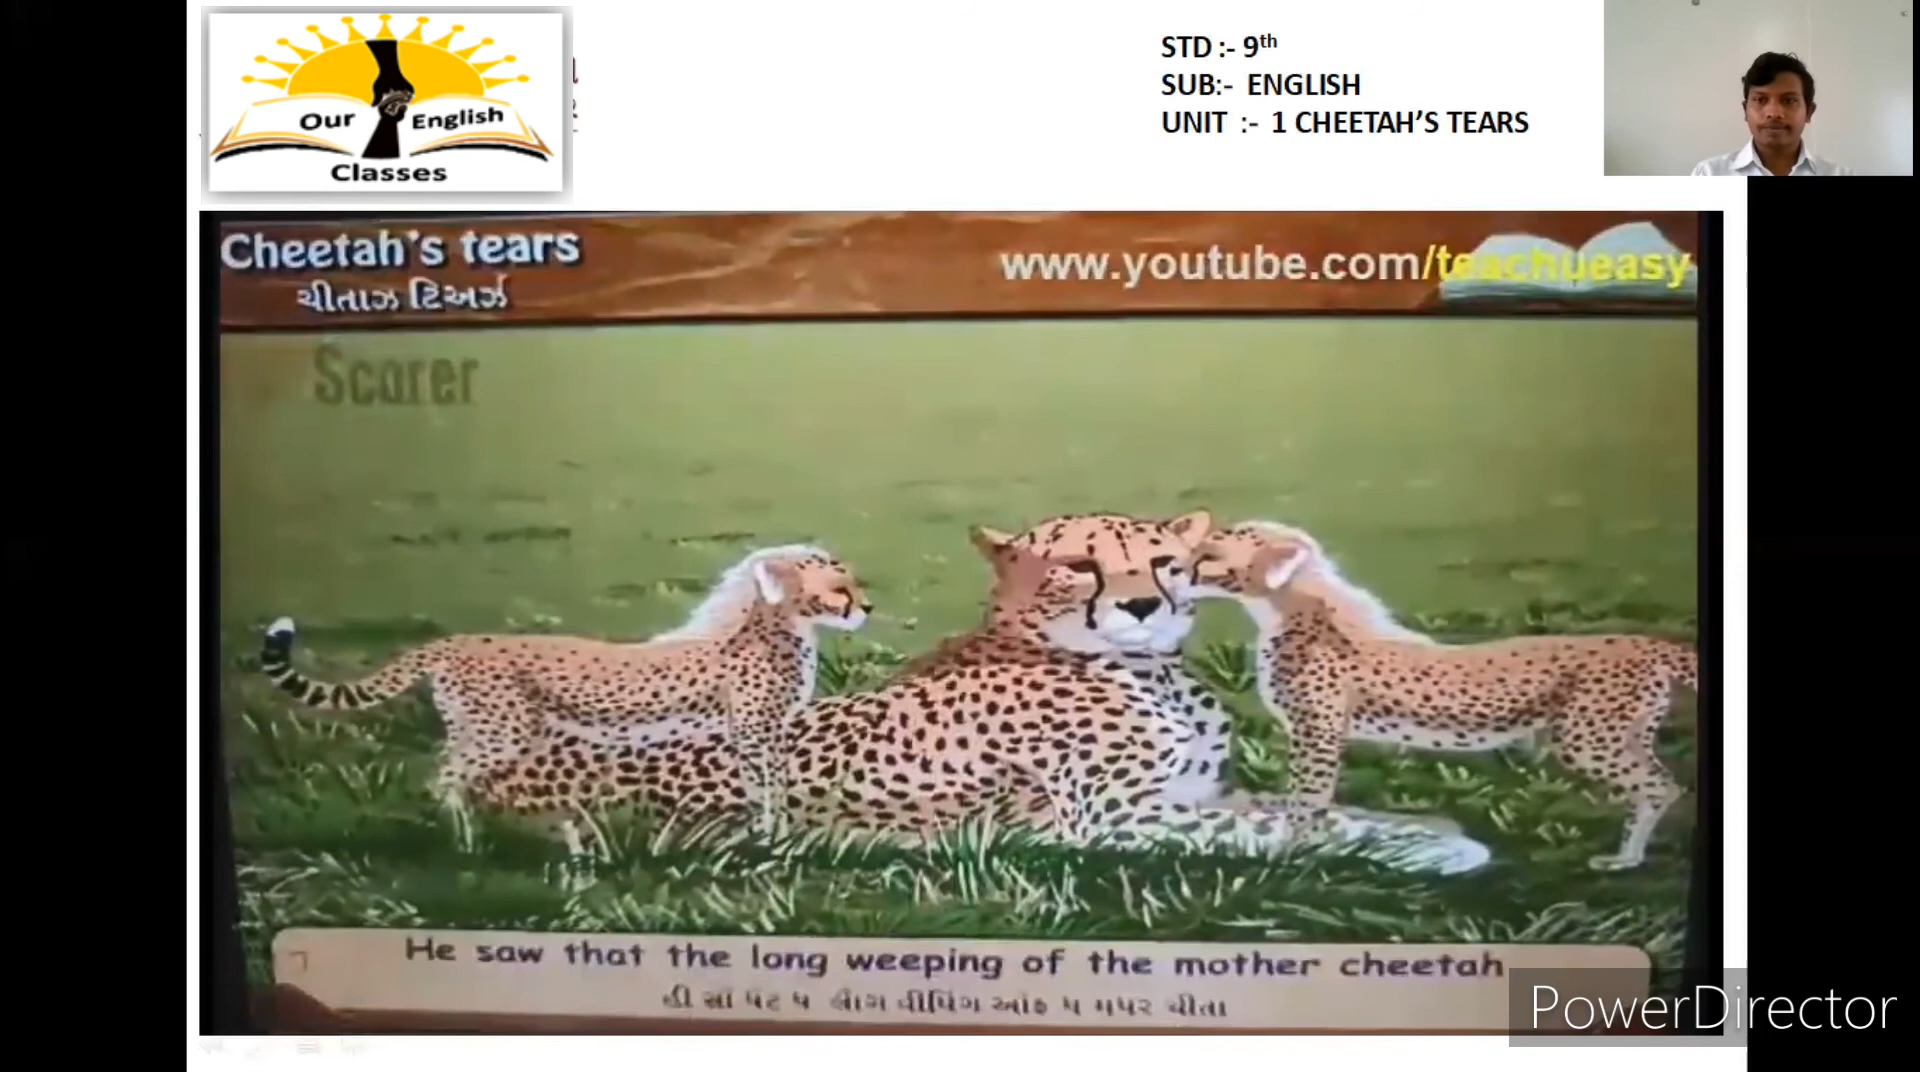 Our English
Classes
STD :- 9th
SUB:- ENGLISH
UNIT :- 1 CHEETAH'S TEARS
Cheetah's tears
ચીતાઝ ટિઅર્ઝ
www.youtube.com/teachueasy
Scarer
He saw that the long weeping of the mother cheetah
PowerDirector